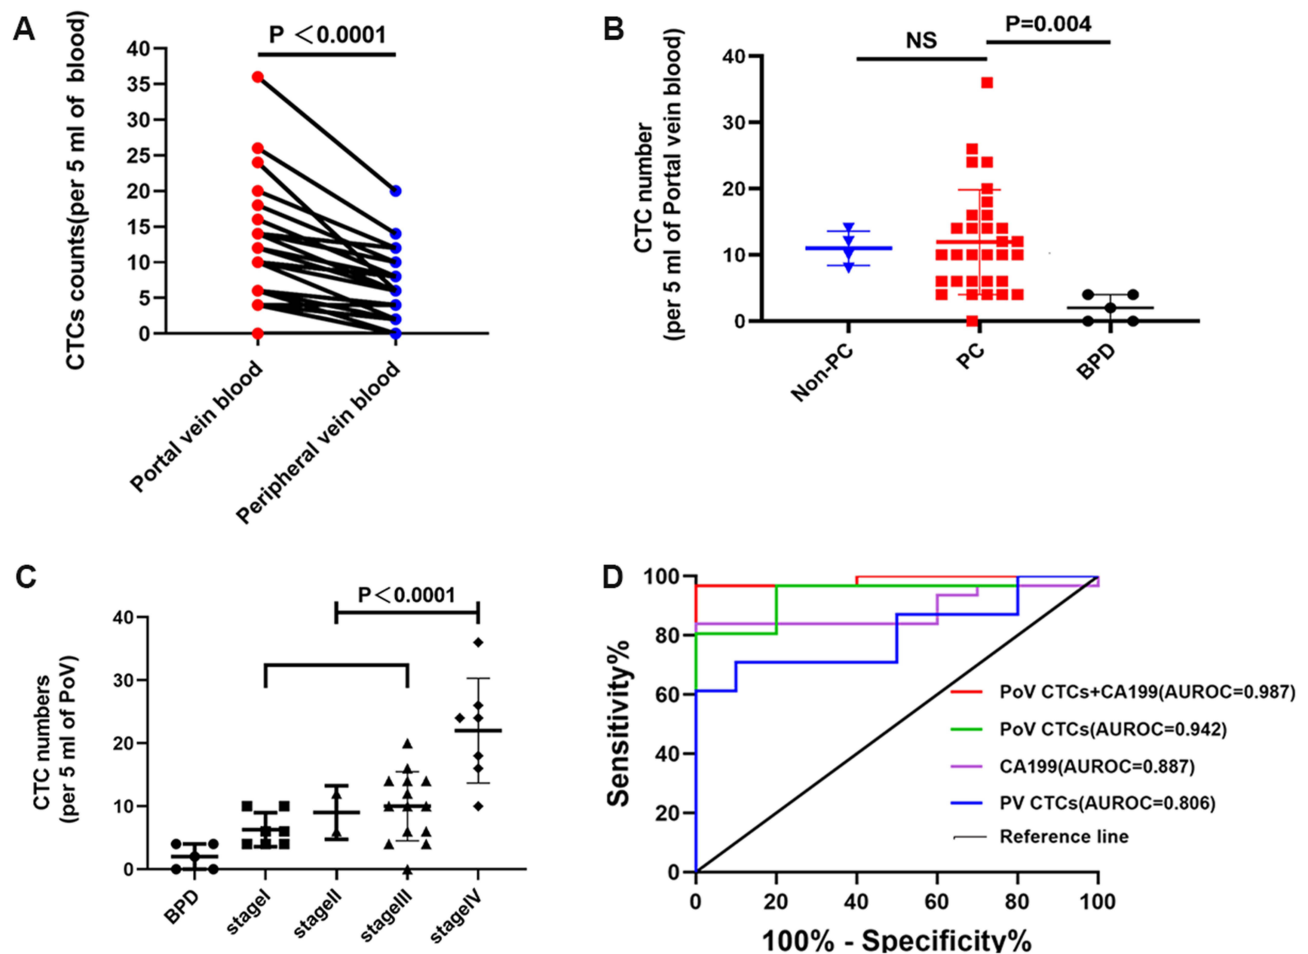 A
P <0.0001
CTCs counts(per 5 ml of blood)
40
35
30
25
20
15
10
5
0
Portal vein blood
Peripheral vein blood
B
NS
P=0.004
CTC number
(per 5 ml of Portal vein blood)
40
30
20
10
0
Non-PC
PC
BPD
C
P<0.0001
CTC numbers
(per 5 ml of PoV)
40
30
20
10
0
BPD
stageI
stageII
stageIII
stageIV
D
Sensitivity%
100
80
60
40
20
0
PoV CTCs+CA199(AUROC=0.987)
PoV CTCs(AUROC=0.942)
CA199(AUROC=0.887)
PV CTCs(AUROC=0.806)
Reference line
0 20 40 60 80 100
100% - Specificity%